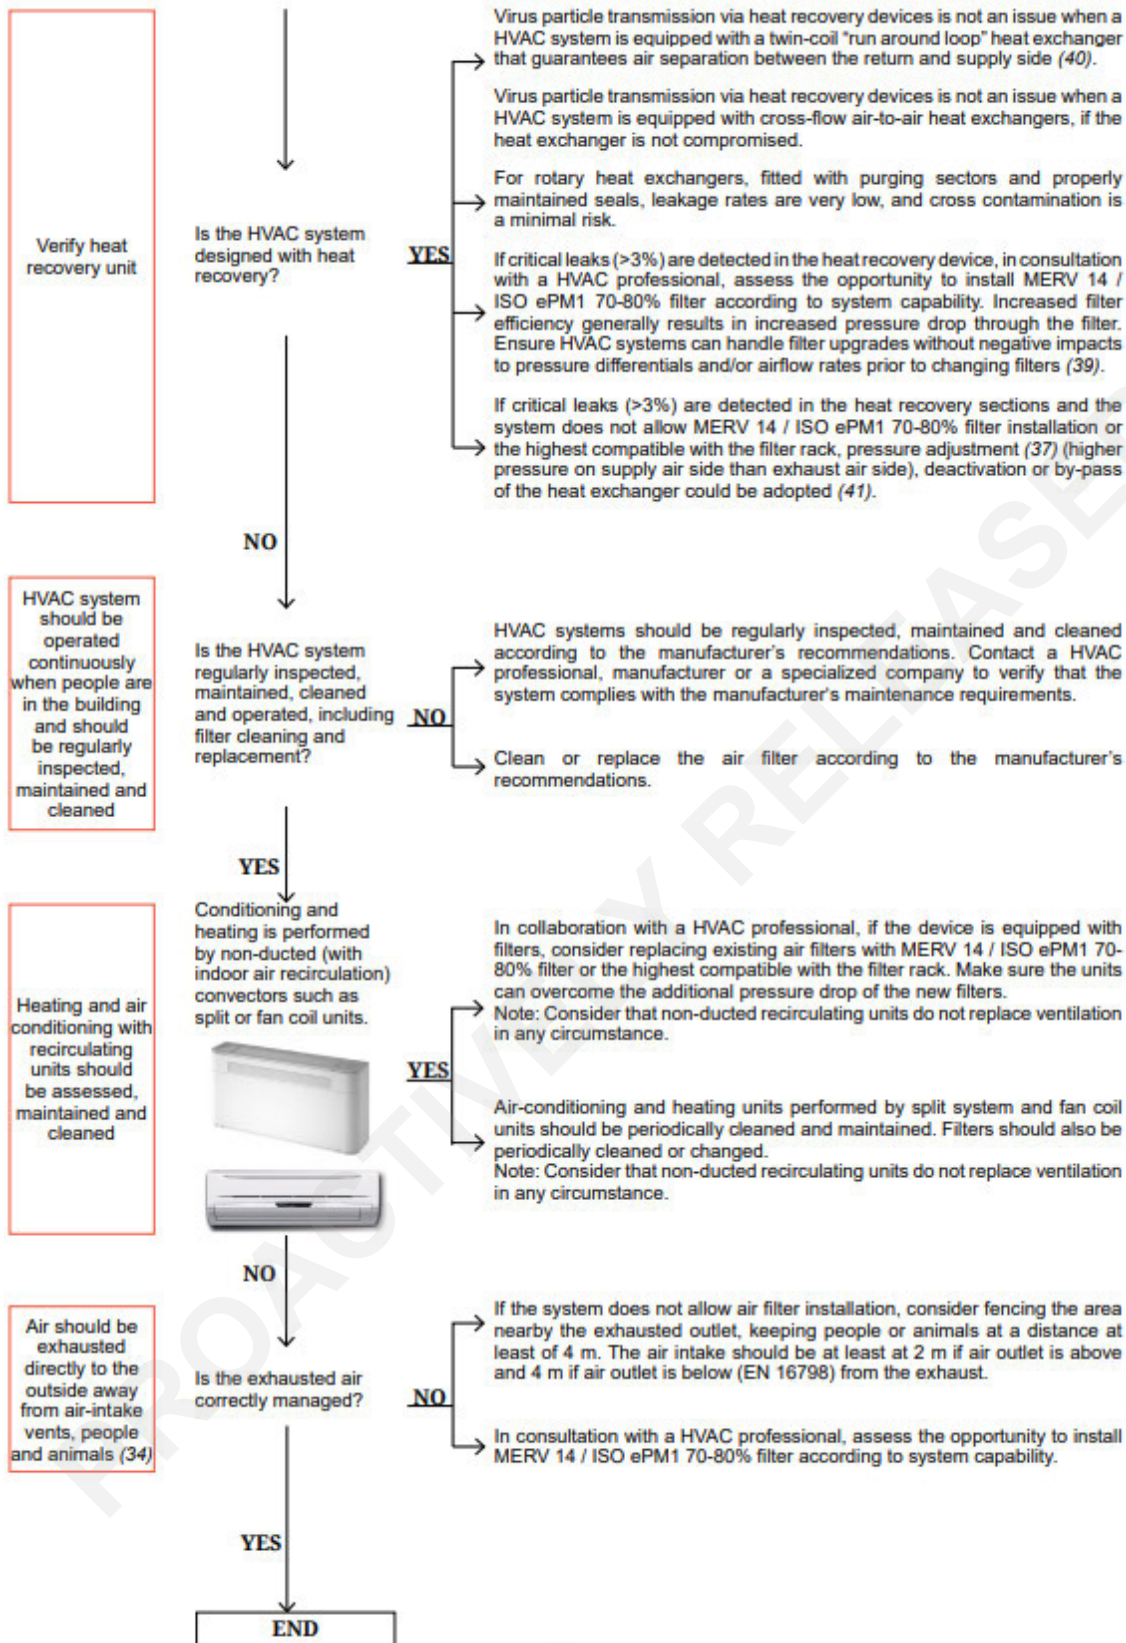 Verify heat
recovery unit
Is the HVAC system
designed with heat
recovery?
YES
Virus particle transmission via heat recovery devices is not an issue when a
HVAC system is equipped with a twin-coil “run around loop” heat exchanger
that guarantees air separation between the return and supply side (40).
Virus particle transmission via heat recovery devices is not an issue when a
HVAC system is equipped with cross-flow air-to-air heat exchangers, if the
heat exchanger is not compromised.
For rotary heat exchangers, fitted with purging sectors and properly
maintained seals, leakage rates are very low, and cross contamination is
a minimal risk.
If critical leaks (>3%) are detected in the heat recovery device, in consultation
with a HVAC professional, assess the opportunity to install MERV 14 /
ISO ePM1 70-80% filter according to system capability. Increased filter
efficiency generally results in increased pressure drop through the filter.
Ensure HVAC systems can handle filter upgrades without negative impacts
to pressure differentials and/or airflow rates prior to changing filters (39).
If critical leaks (>3%) are detected in the heat recovery sections and the
system does not allow MERV 14 / ISO ePM1 70-80% filter installation or
the highest compatible with the filter rack, pressure adjustment (37) (higher
pressure on supply air side than exhaust air side), deactivation or by-pass
of the heat exchanger could be adopted (41).
NO
HVAC system
should be
operated
continuously
when people are
in the building
and should
be regularly
inspected,
maintained and
cleaned
Is the HVAC system
regularly inspected,
maintained, cleaned
and operated, including
filter cleaning and
replacement?
NO
HVAC systems should be regularly inspected, maintained and cleaned
according to the manufacturer's recommendations. Contact a HVAC
professional, manufacturer or a specialized company to verify that the
system complies with the manufacturer's maintenance requirements.
Clean or replace the air filter according to the manufacturer's
recommendations.
YES
Heating and air
conditioning with
recirculating
units should
be assessed,
maintained and
cleaned
Conditioning and
heating is performed
by non-ducted (with
indoor air recirculation)
convectors such as
split or fan coil units.
YES
In collaboration with a HVAC professional, if the device is equipped with
filters, consider replacing existing air filters with MERV 14 / ISO ePM1 70-
80% filter or the highest compatible with the filter rack. Make sure the units
can overcome the additional pressure drop of the new filters.
Note: Consider that non-ducted recirculating units do not replace ventilation
in any circumstance.
Air-conditioning and heating units performed by split system and fan coil
units should be periodically cleaned and maintained. Filters should also be
periodically cleaned or changed.
Note: Consider that non-ducted recirculating units do not replace ventilation
in any circumstance.
NO
Air should be
exhausted
directly to the
outside away
from air-intake
vents, people
and animals (34)
Is the exhausted air
correctly managed?
NO
If the system does not allow air filter installation, consider fencing the area
nearby the exhausted outlet, keeping people or animals at a distance at
least of 4 m. The air intake should be at least at 2 m if air outlet is above
and 4 m if air outlet is below (EN 16798) from the exhaust.
In consultation with a HVAC professional, assess the opportunity to install
MERV 14 / ISO ePM1 70-80% filter according to system capability.
YES
END
PROACTIVELY RELEASED